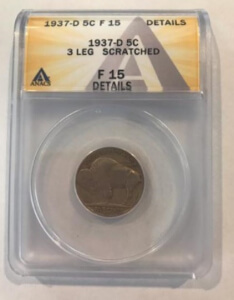 1937-D 5C F 15 DETAILS
1937-D 5C
3 LEG SCRATCHED
ANACS
F 15
DETAILS